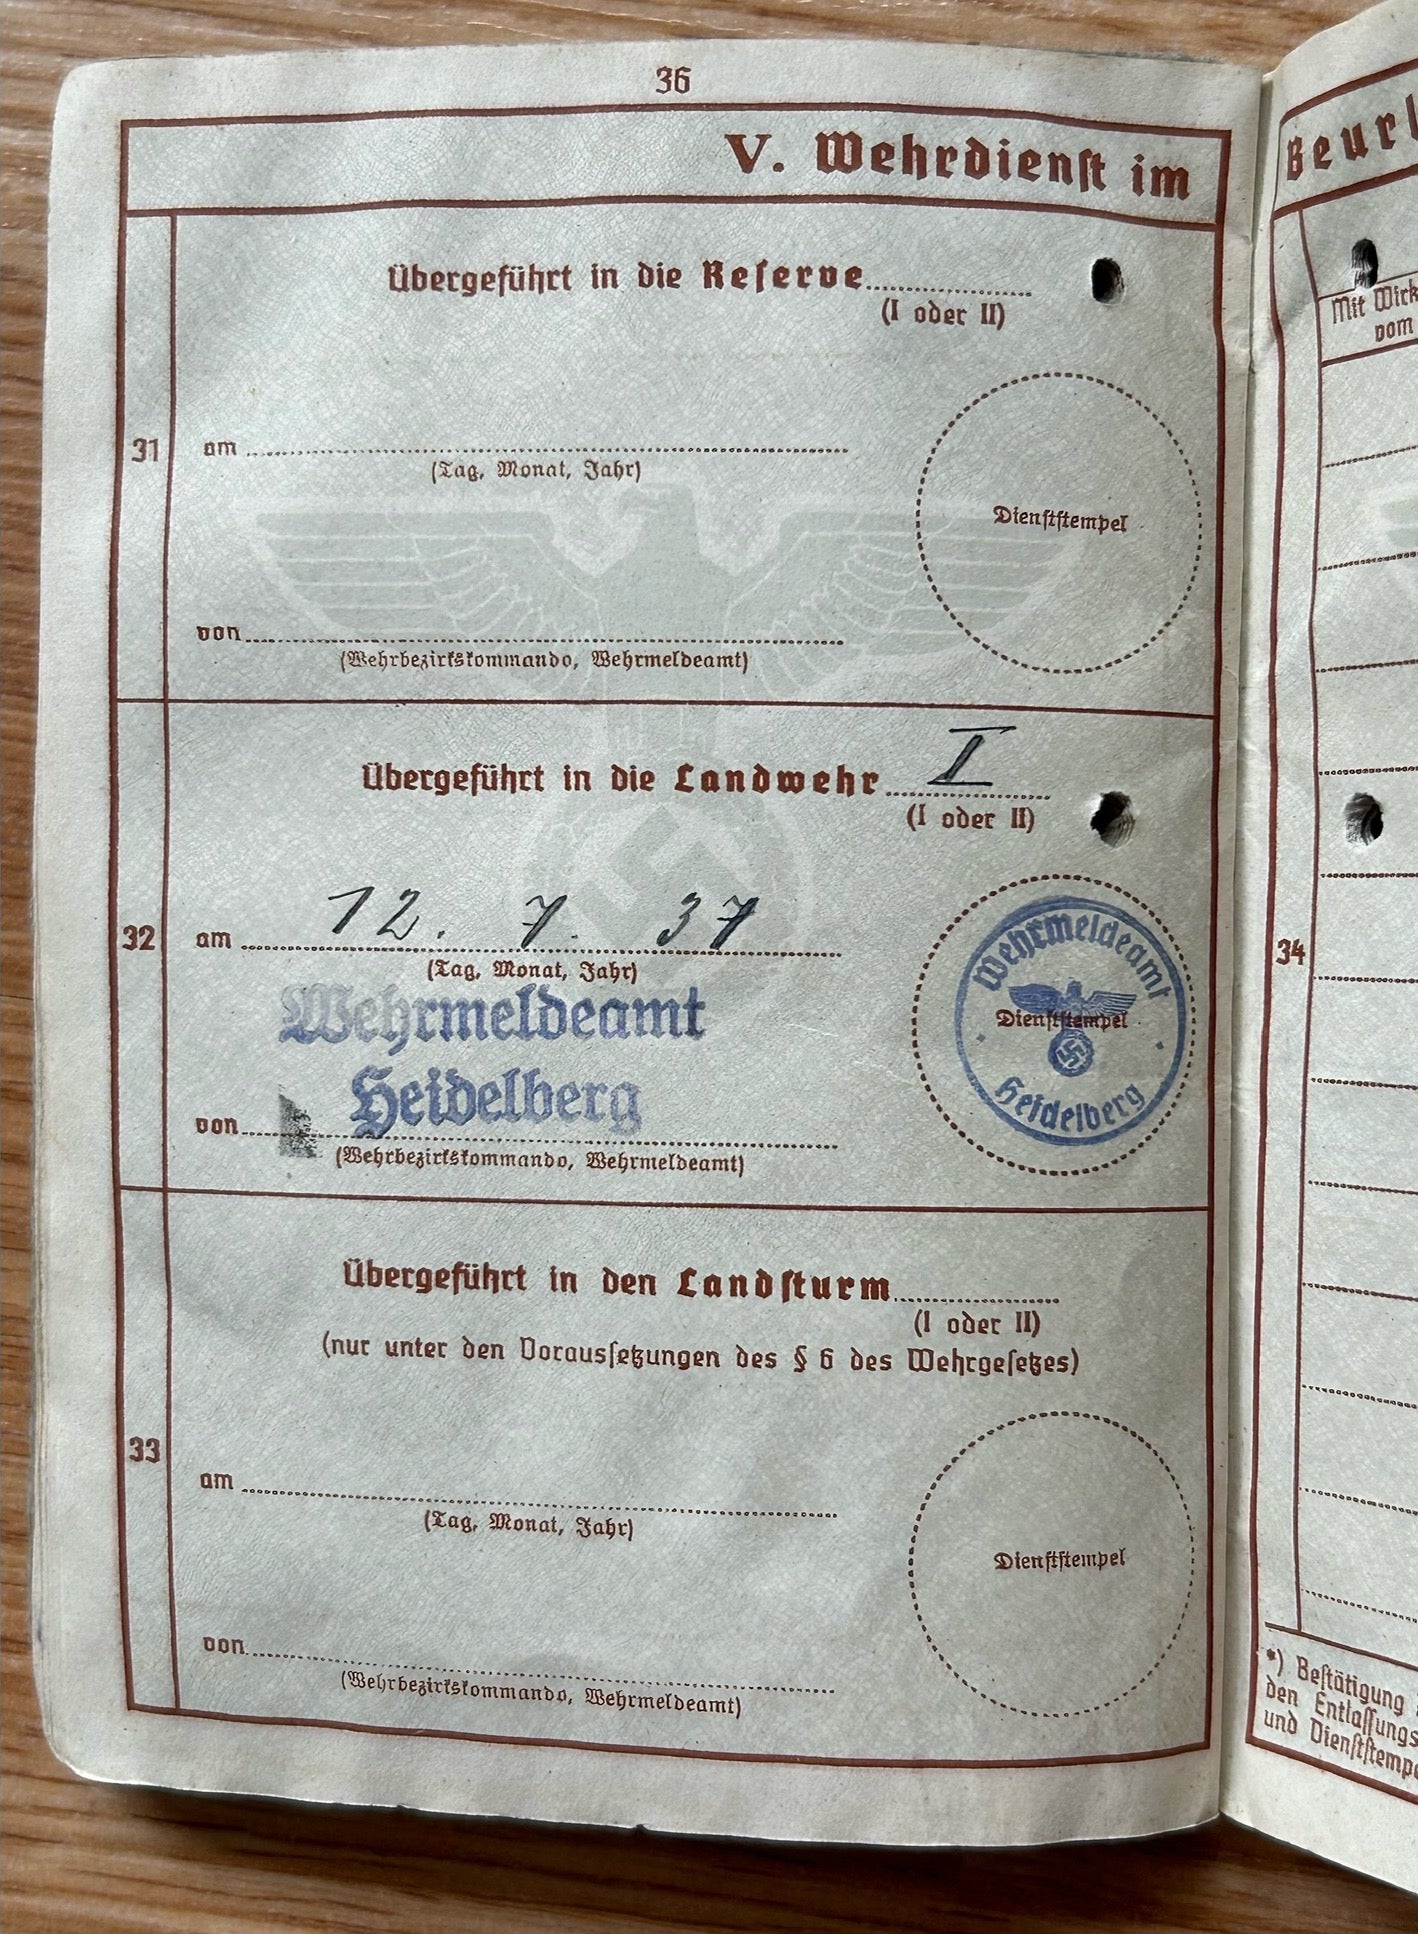 36
V. Wehrdienst im
Übergeführt in die Reserve
(I oder II)
31
am
(Tag, Monat, Jahr)
Dienststempel
von
(Wehrbezirkskommando, Wehrmeldeamt)
Übergeführt in die Landwehr I
(I oder II)
32
am 12. 7. 37
(Tag, Monat, Jahr)
Wehrmeldeamt
Heidelberg
von
(Wehrbezirkskommando, Wehrmeldeamt)
Wehrmeldeamt
Dienststempel
Heidelberg
Übergeführt in den Landsturm
(I oder II)
(nur unter den Voraussetzungen des § 6 des Wehrgesetzes)
33
am
(Tag, Monat, Jahr)
Dienststempel
von
(Wehrbezirkskommando, Wehrmeldeamt)
Beurl
Mit Wirk
vom
34
*) Bestätigung
den Entlassungs
und Dienststempe